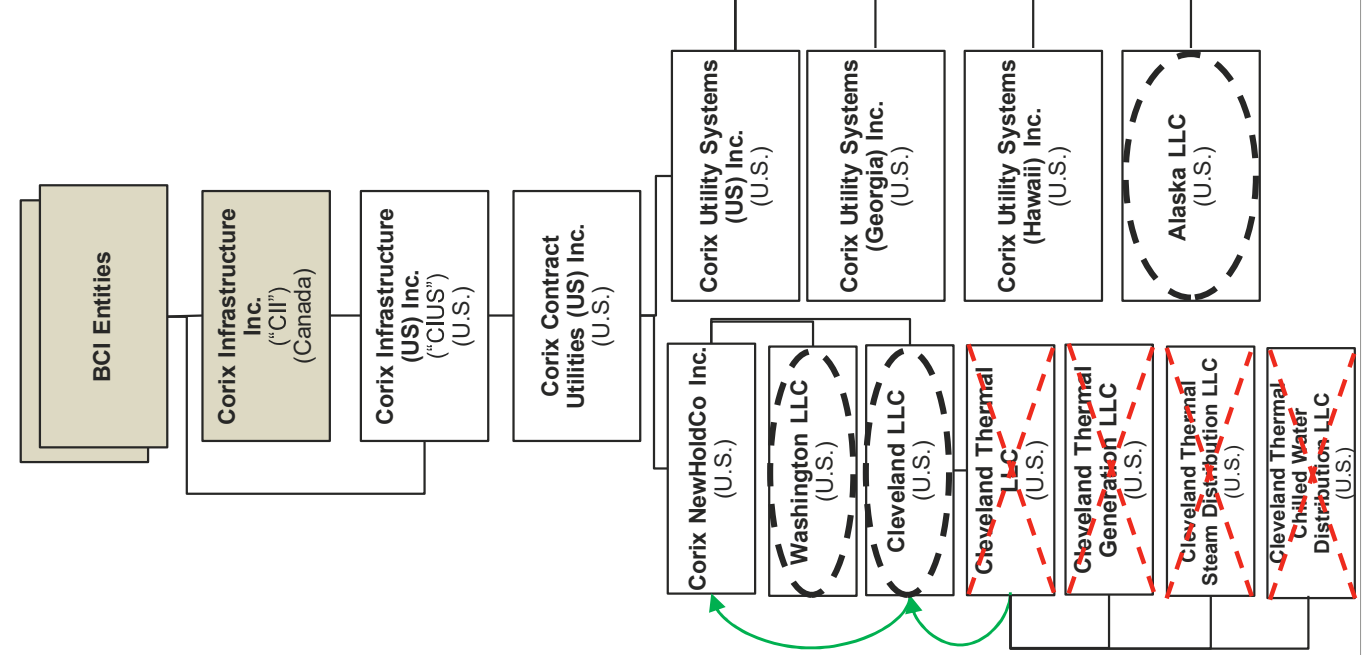 BCI Entities
Corix Infrastructure
Inc.
(“CII”)
(Canada)
Corix Infrastructure
(US) Inc.
(“CIUS”)
(U.S.)
Corix Contract
Utilities (US) Inc.
(U.S.)
Corix Utility Systems
(US) Inc.
(U.S.)
Corix Utility Systems
(Georgia) Inc.
(U.S.)
Corix Utility Systems
(Hawaii) Inc.
(U.S.)
Alaska LLC
(U.S.)
Corix NewHoldCo Inc.
(U.S.)
Washington LLC
(U.S.)
Cleveland LLC
(U.S.)
Cleveland Thermal
LLC
(U.S.)
Cleveland Thermal
Generation LLC
(U.S.)
Cleveland Thermal
Steam Distribution LLC
(U.S.)
Cleveland Thermal
Chilled Water
Distribution LLC
(U.S.)